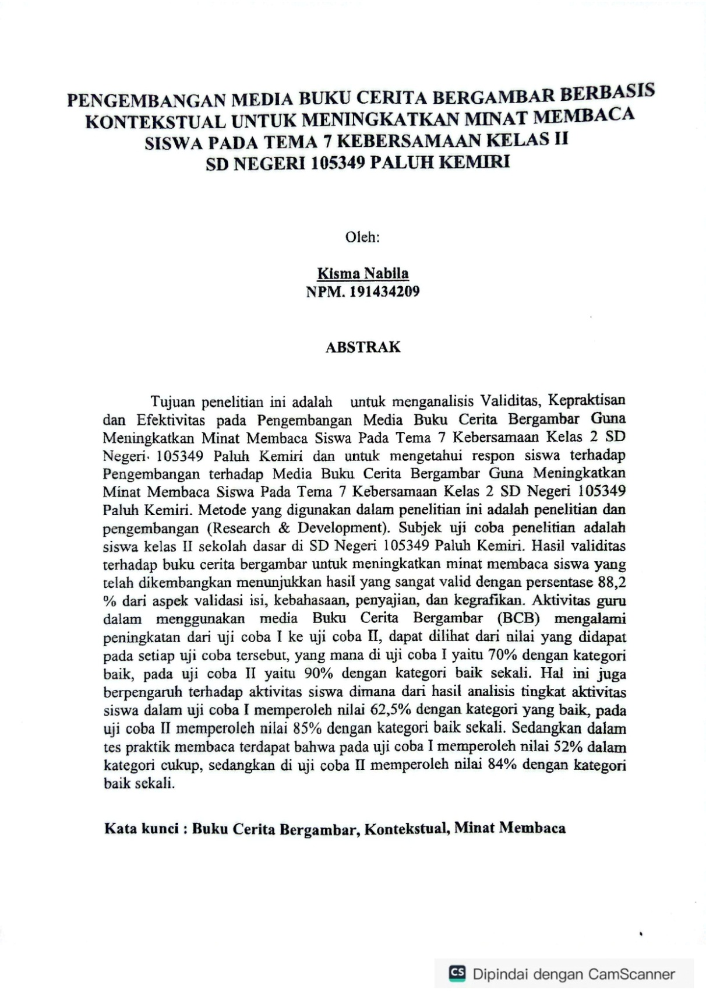 PENGEMBANGAN MEDIA BUKU CERITA BERGAMBAR BERBASIS
KONTEKSTUAL UNTUK MENINGKATKAN MINAT MEMBACA
SISWA PADA TEMA 7 KEBERSAMAAN KELAS II
SD NEGERI 105349 PALUH KEMIRI
Oleh:
Kisma Nabila
NPM. 191434209
ABSTRAK
Tujuan penelitian ini adalah untuk menganalisis Validitas, Kepraktisan
dan Efektivitas pada Pengembangan Media Buku Cerita Bergambar Guna
Meningkatkan Minat Membaca Siswa Pada Tema 7 Kebersamaan Kelas 2 SD
Negeri 105349 Paluh Kemiri dan untuk mengetahui respon siswa terhadap
Pengembangan terhadap Media Buku Cerita Bergambar Guna Meningkatkan
Minat Membaca Siswa Pada Tema 7 Kebersamaan Kelas 2 SD Negeri 105349
Paluh Kemiri. Metode yang digunakan dalam penelitian ini adalah penelitian dan
pengembangan (Research & Development). Subjek uji coba penelitian adalah
siswa kelas II sekolah dasar di SD Negeri 105349 Paluh Kemiri. Hasil validitas
terhadap buku cerita bergambar untuk meningkatkan minat membaca siswa yang
telah dikembangkan menunjukkan hasil yang sangat valid dengan persentase 88,2
% dari aspek validasi isi, kebahasaan, penyajian, dan kegrafikan. Aktivitas guru
dalam menggunakan media Buku Cerita Bergambar (BCB) mengalami
peningkatan dari uji coba I ke uji coba II, dapat dilihat dari nilai yang didapat
pada setiap uji coba tersebut, yang mana di uji coba I yaitu 70% dengan kategori
baik, pada uji coba II yaitu 90% dengan kategori baik sekali. Hal ini juga
berpengaruh terhadap aktivitas siswa dimana dari hasil analisis tingkat aktivitas
siswa dalam uji coba I memperoleh nilai 62,5% dengan kategori yang baik, pada
uji coba II memperoleh nilai 85% dengan kategori baik sekali. Sedangkan dalam
tes praktik membaca terdapat bahwa pada uji coba I memperoleh nilai 52% dalam
kategori cukup, sedangkan di uji coba II memperoleh nilai 84% dengan kategori
baik sekali.
Kata kunci : Buku Cerita Bergambar, Kontekstual, Minat Membaca
CS Dipindai dengan CamScanner